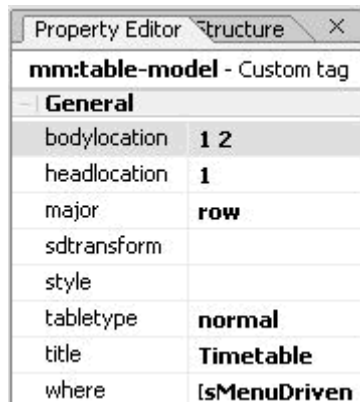 Property Editor Structure ×
mm:table-model - Custom tag
General
bodylocation 1 2
headlocation 1
major row
sdtransform
style
tabletype normal
title Timetable
where [sMenuDriven